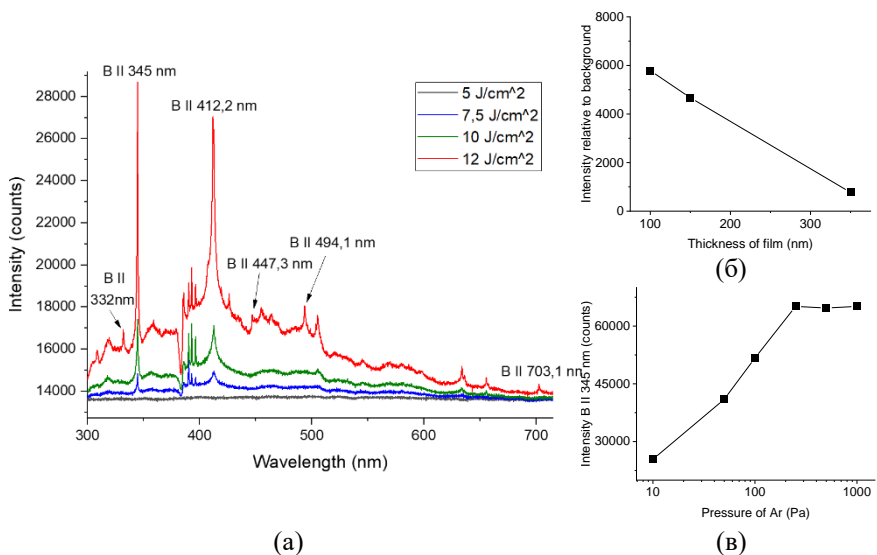 B II 345 nm
B II 412,2 nm
5 J/cm^2
7,5 J/cm^2
10 J/cm^2
12 J/cm^2
B II
332nm
B II 447,3 nm
B II 494,1 nm
B II 703,1 nm
Intensity (counts)
28000
26000
24000
22000
20000
18000
16000
14000
300
400
500
600
700
Wavelength (nm)
(а)
Intensity relative to background
8000
6000
4000
2000
0
100
200
300
Thickness of film (nm)
(б)
Intensity B II 345 nm (counts)
60000
45000
30000
10
100
1000
Pressure of Ar (Pa)
(в)